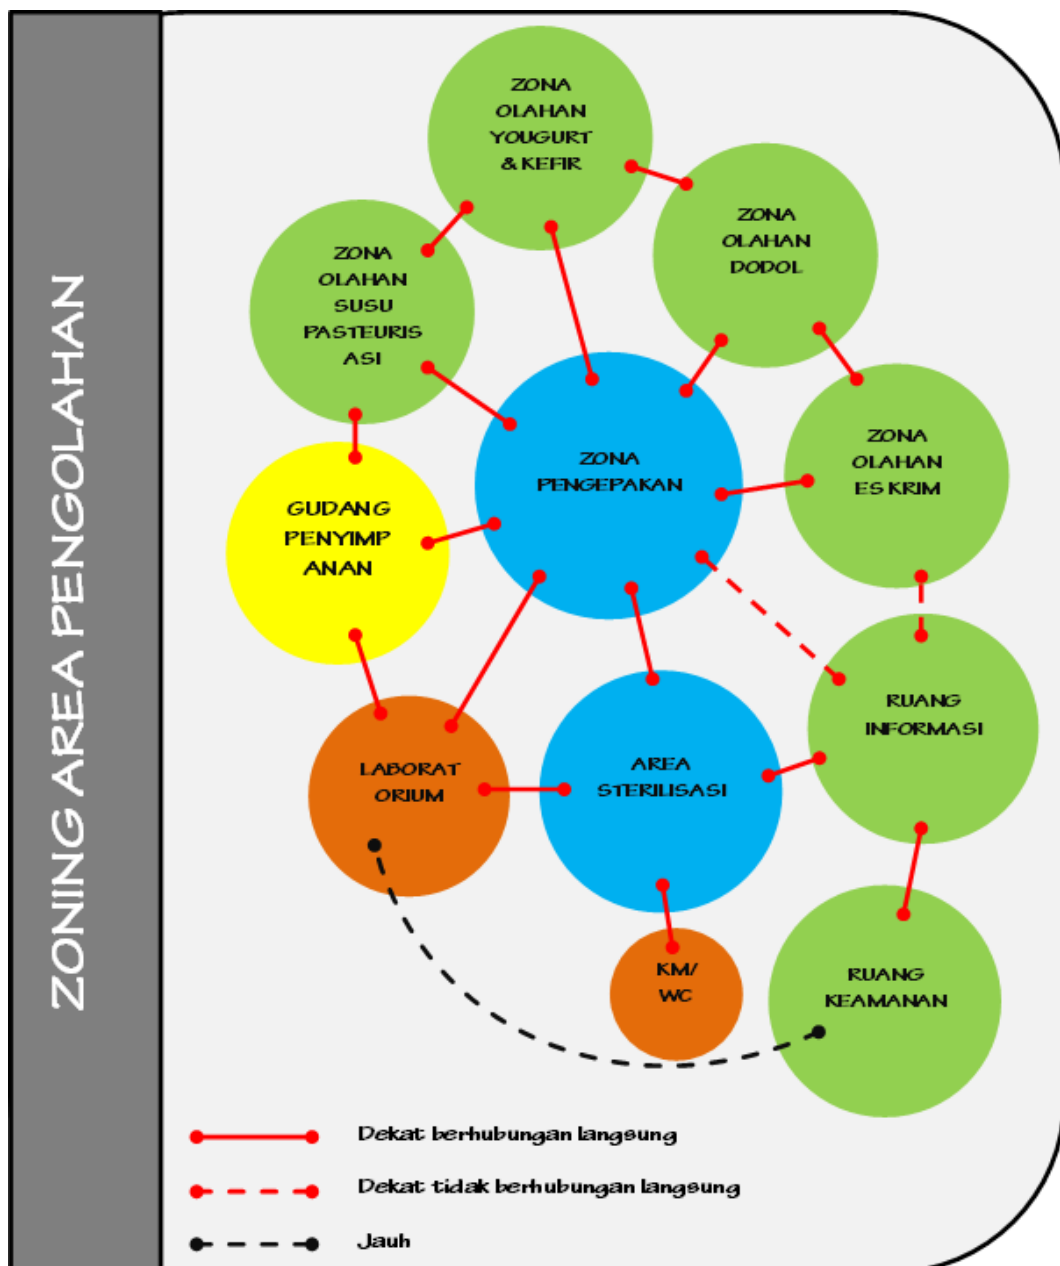 ZONING AREA PENGOLAHAN
ZONA
OLAHAN
YOUGURT
& KEFIR
ZONA
OLAHAN
DODOL
ZONA
OLAHAN
SUSU
PASTEURIS
ASI
ZONA
PENGEPAKAN
ZONA
OLAHAN
ES KRIM
GUDANG
PENYIMP
ANAN
RUANG
INFORMASI
LABORAT
ORIUM
AREA
STERILISASI
KM/
WC
RUANG
KEAMANAN
Dekat berhubungan langsung
Dekat tidak berhubungan langsung
Jauh